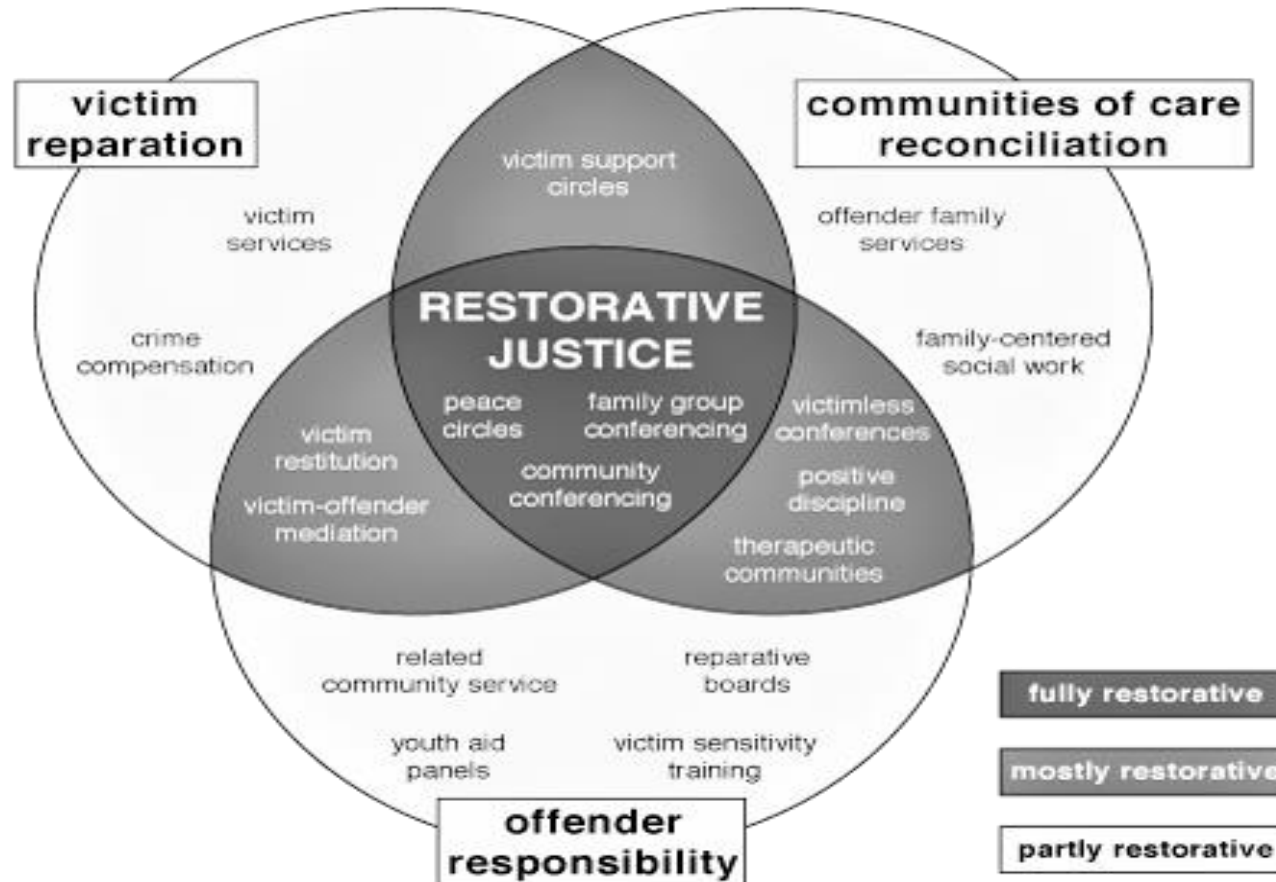 victim
reparation
communities of care
reconciliation
victim support
circles
victim
services
offender family
services
RESTORATIVE
JUSTICE
crime
compensation
family-centered
social work
peace
circles
family group
conferencing
victimless
conferences
victim
restitution
community
conferencing
positive
discipline
victim-offender
mediation
therapeutic
communities
related
community service
reparative
boards
youth aid
panels
victim sensitivity
training
offender
responsibility
fully restorative
mostly restorative
partly restorative